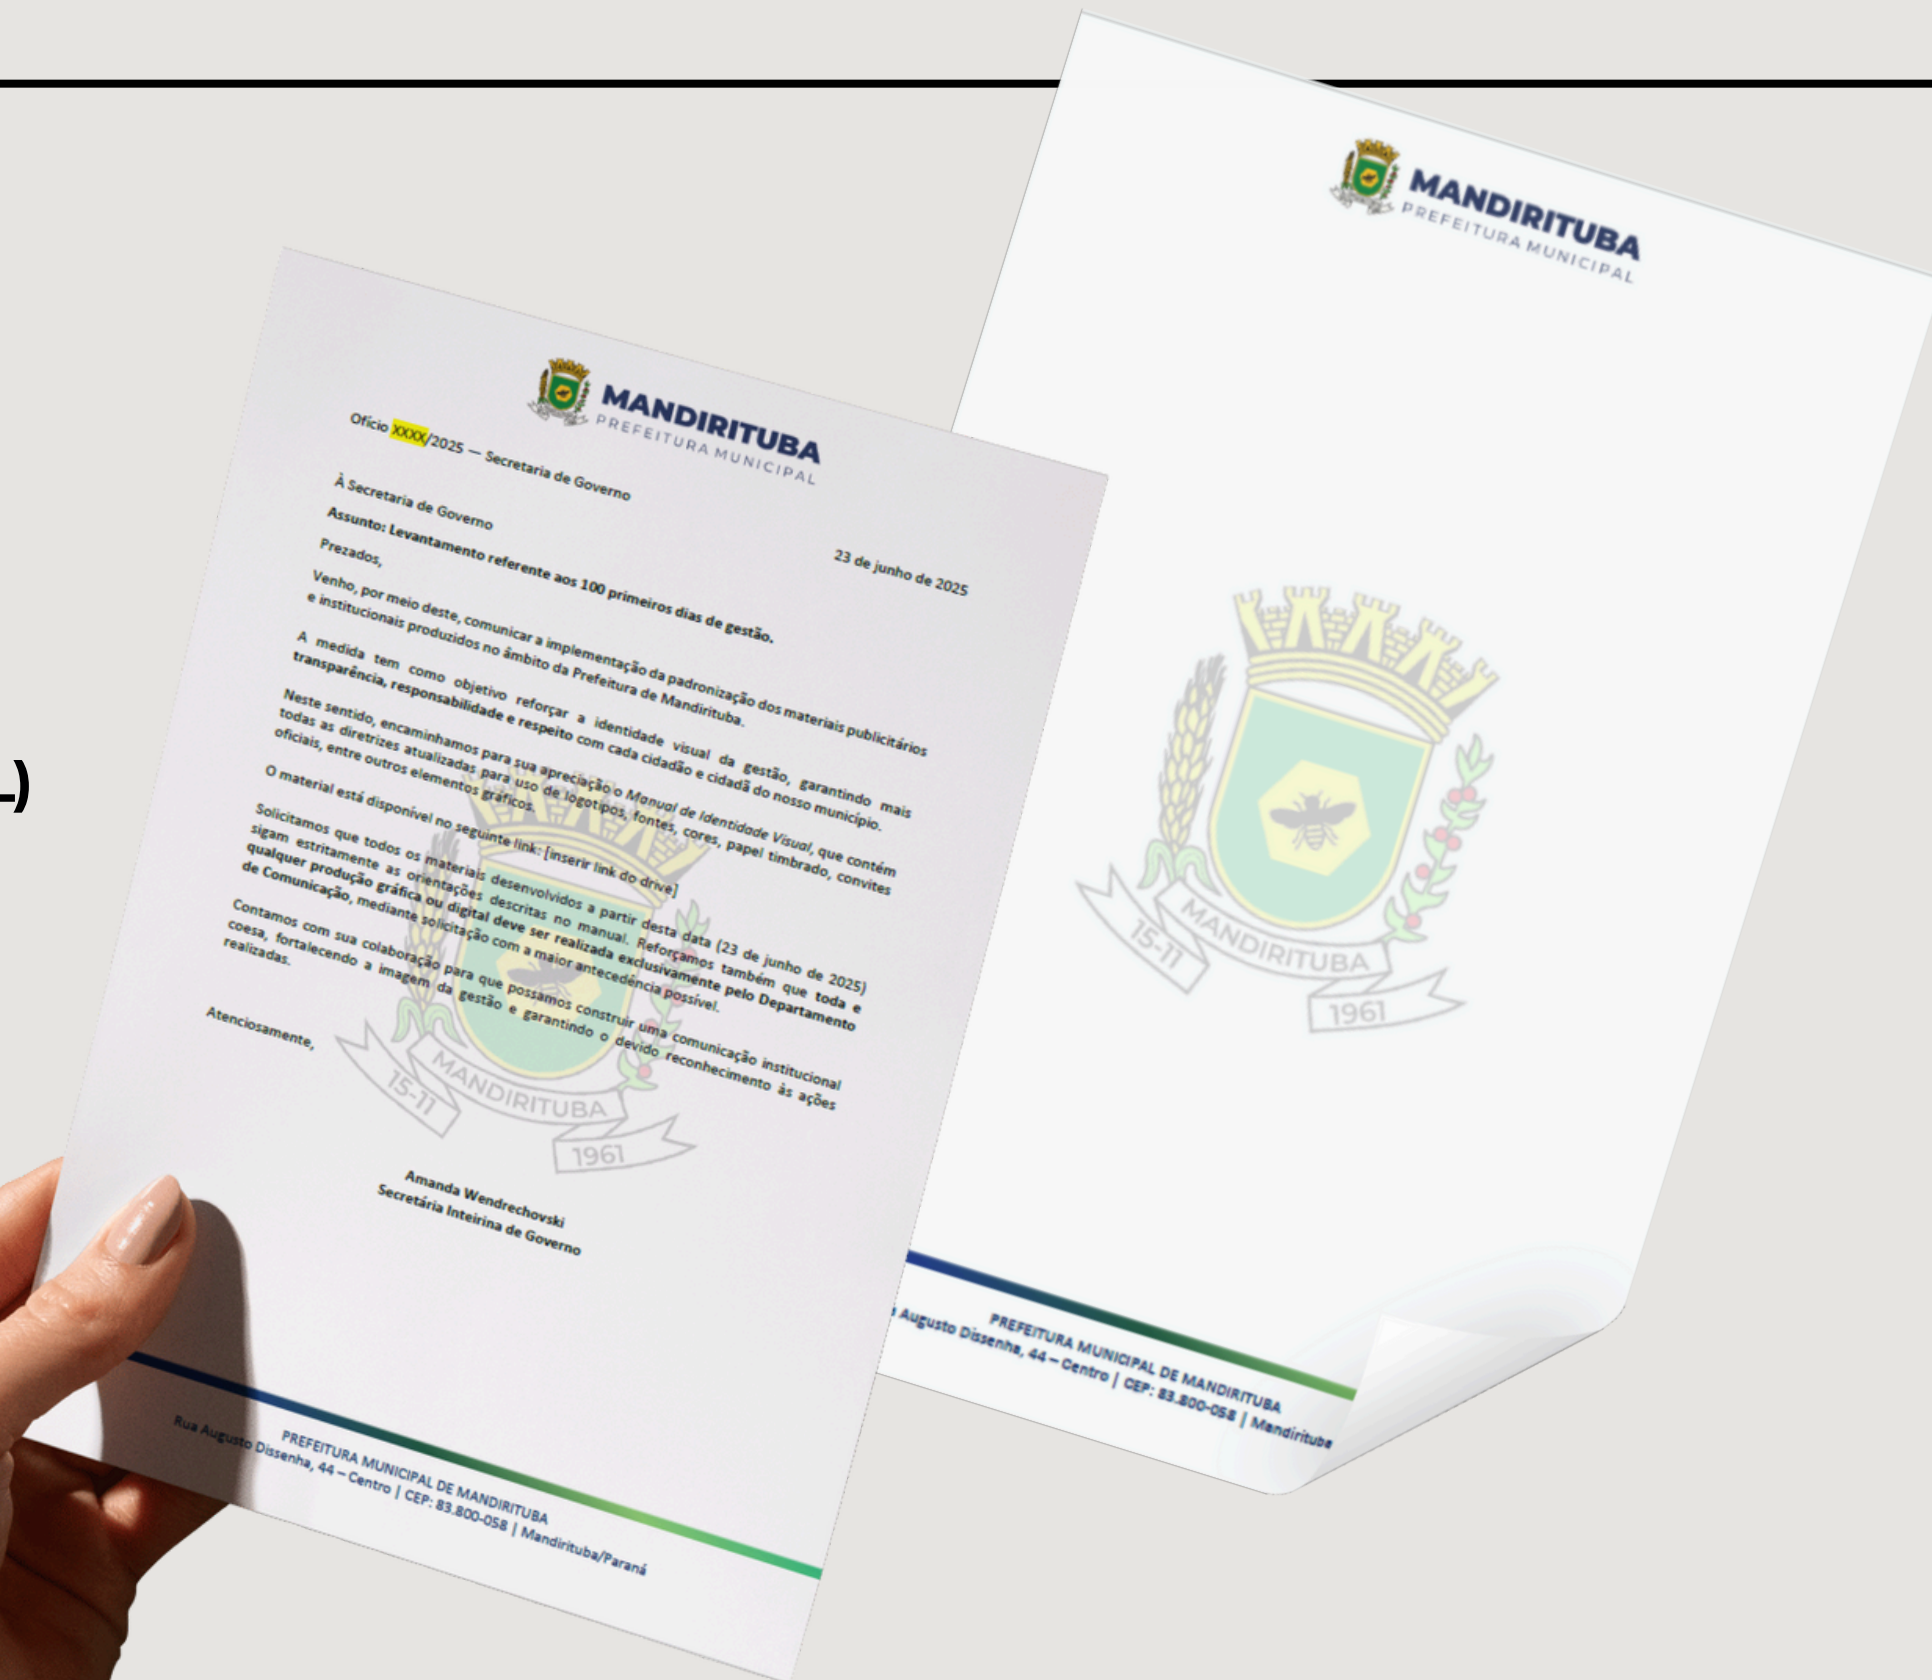 MANDIRITUBA
PREFEITURA MUNICIPAL
Ofício XXXX/2025 — Secretaria de Governo
À Secretaria de Governo
23 de junho de 2025
Assunto: Levantamento referente aos 100 primeiros dias de gestão.
Prezados,
Venho, por meio deste, comunicar a implementação da padronização dos materiais publicitários
e institucionais produzidos no âmbito da Prefeitura de Mandirituba.
A medida tem como objetivo reforçar a identidade visual da gestão, garantindo mais
transparência, responsabilidade e respeito com cada cidadão e cidadã do nosso município.
Neste sentido, encaminhamos para sua apreciação o Manual de Identidade Visual, que contém
todas as diretrizes atualizadas para uso de logotipos, fontes, cores, papel timbrado, convites
oficiais, entre outros elementos gráficos.
O material está disponível no seguinte link: [inserir link do drive]
Solicitamos que todos os materiais desenvolvidos a partir desta data (23 de junho de 2025)
sigam estritamente as orientações descritas no manual. Reforçamos também que toda e
qualquer produção gráfica ou digital deve ser realizada exclusivamente pelo Departamento
de Comunicação, mediante solicitação com a maior antecedência possível.
Contamos com sua colaboração para que possamos construir uma comunicação institucional
coesa, fortalecendo a imagem da gestão e garantindo o devido reconhecimento às ações
realizadas.
Atenciosamente,
15-11
MANDIRITUBA
1961
Amanda Wendrechovski
Secretária Inteirina de Governo
PREFEITURA MUNICIPAL DE MANDIRITUBA
Rua Augusto Dissenha, 44 – Centro | CEP: 83.800-058 | Mandirituba/Paraná
MANDIRITUBA
PREFEITURA MUNICIPAL
15-11
MANDIRITUBA
1961
PREFEITURA MUNICIPAL DE MANDIRITUBA
Augusto Dissenha, 44 – Centro | CEP: 83.800-058 | Mandirituba